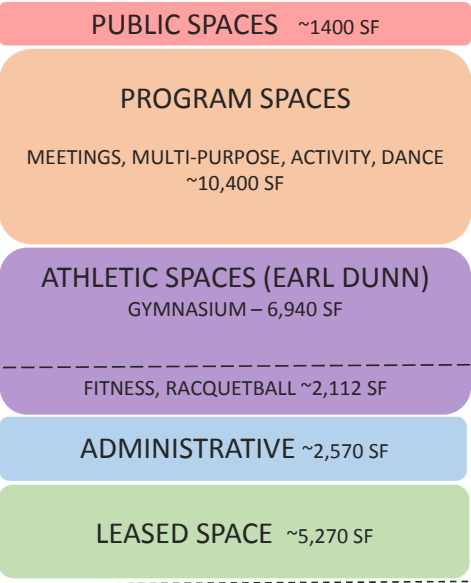 PUBLIC SPACES ~1400 SF
PROGRAM SPACES
MEETINGS, MULTI-PURPOSE, ACTIVITY, DANCE
~10,400 SF
ATHLETIC SPACES (EARL DUNN)
GYMNASIUM – 6,940 SF
FITNESS, RACQUETBALL ~2,112 SF
ADMINISTRATIVE ~2,570 SF
LEASED SPACE ~5,270 SF